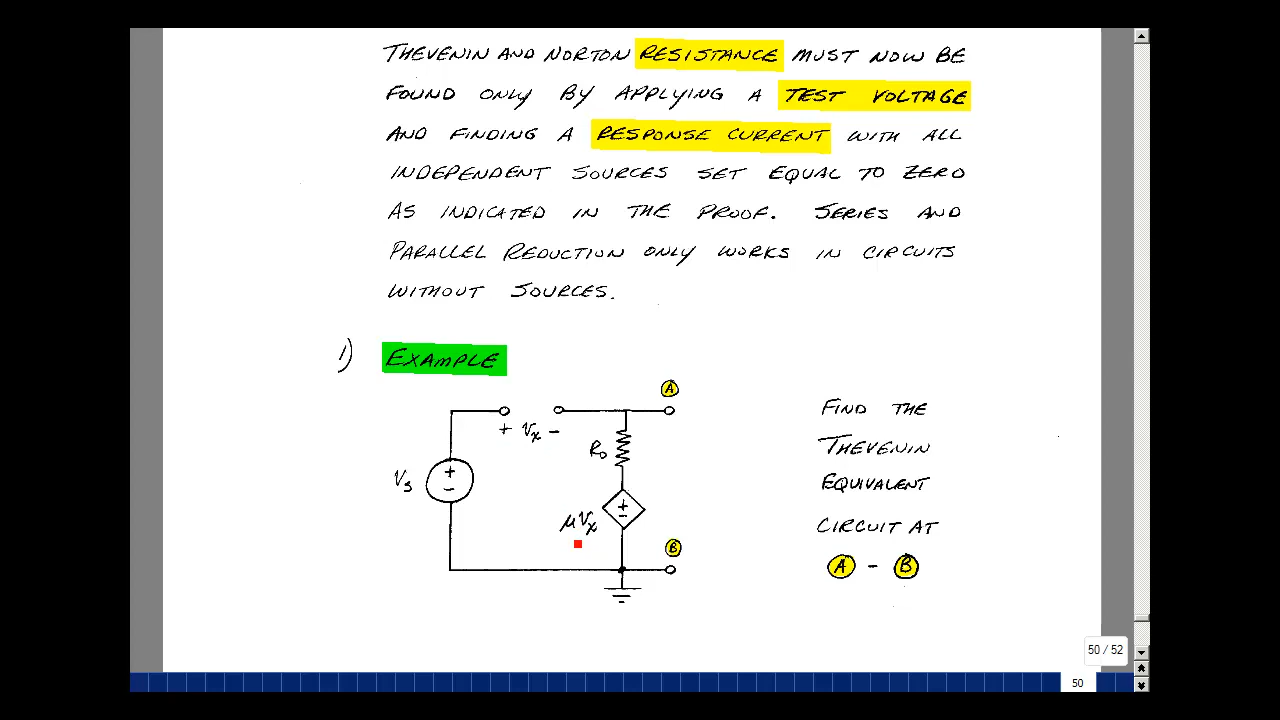 THEVENIN AND NORTON RESISTANCE MUST NOW BE
FOUND ONLY BY APPLYING A TEST VOLTAGE
AND FINDING A RESPONSE CURRENT WITH ALL
INDEPENDENT SOURCES SET EQUAL TO ZERO
AS INDICATED IN THE PROOF. SERIES AND
PARALLEL REDUCTION ONLY WORKS IN CIRCUITS
WITHOUT SOURCES.
1) EXAMPLE
A
+ Vx -
R₀
Vs
+
-
μVx
+
-
B
FIND THE
THEVENIN
EQUIVALENT
CIRCUIT AT
A - B
50 / 52
50